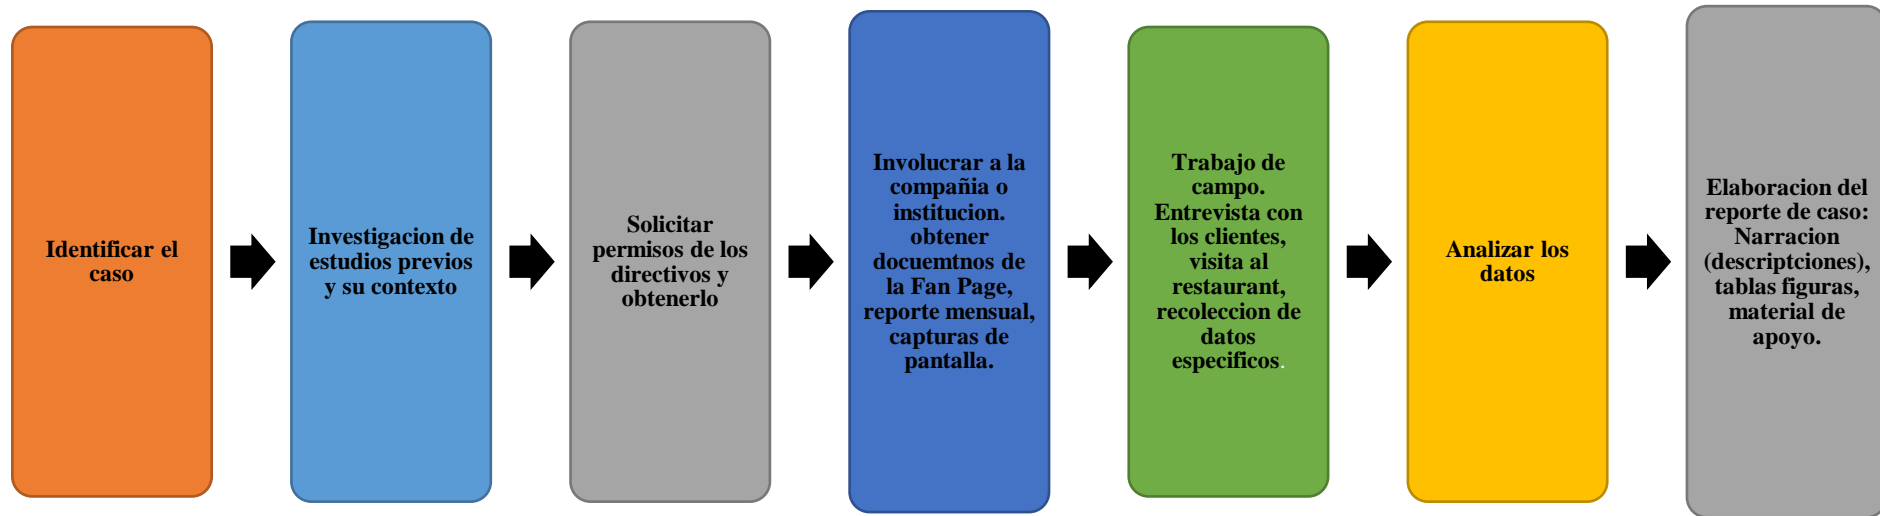 Identificar el
caso
Investigacion de
estudios previos
y su contexto
Solicitar
permisos de los
directivos y
obtenerlo
Involucrar a la
compañia o
institucion.
obtener
docuemtnos de
la Fan Page,
reporte mensual,
capturas de
pantalla.
Trabajo de
campo.
Entrevista con
los clientes,
visita al
restaurant,
recoleccion de
datos
especificos.
Analizar los
datos
Elaboracion del
reporte de caso:
Narracion
(descriptciones),
tablas figuras,
material de
apoyo.